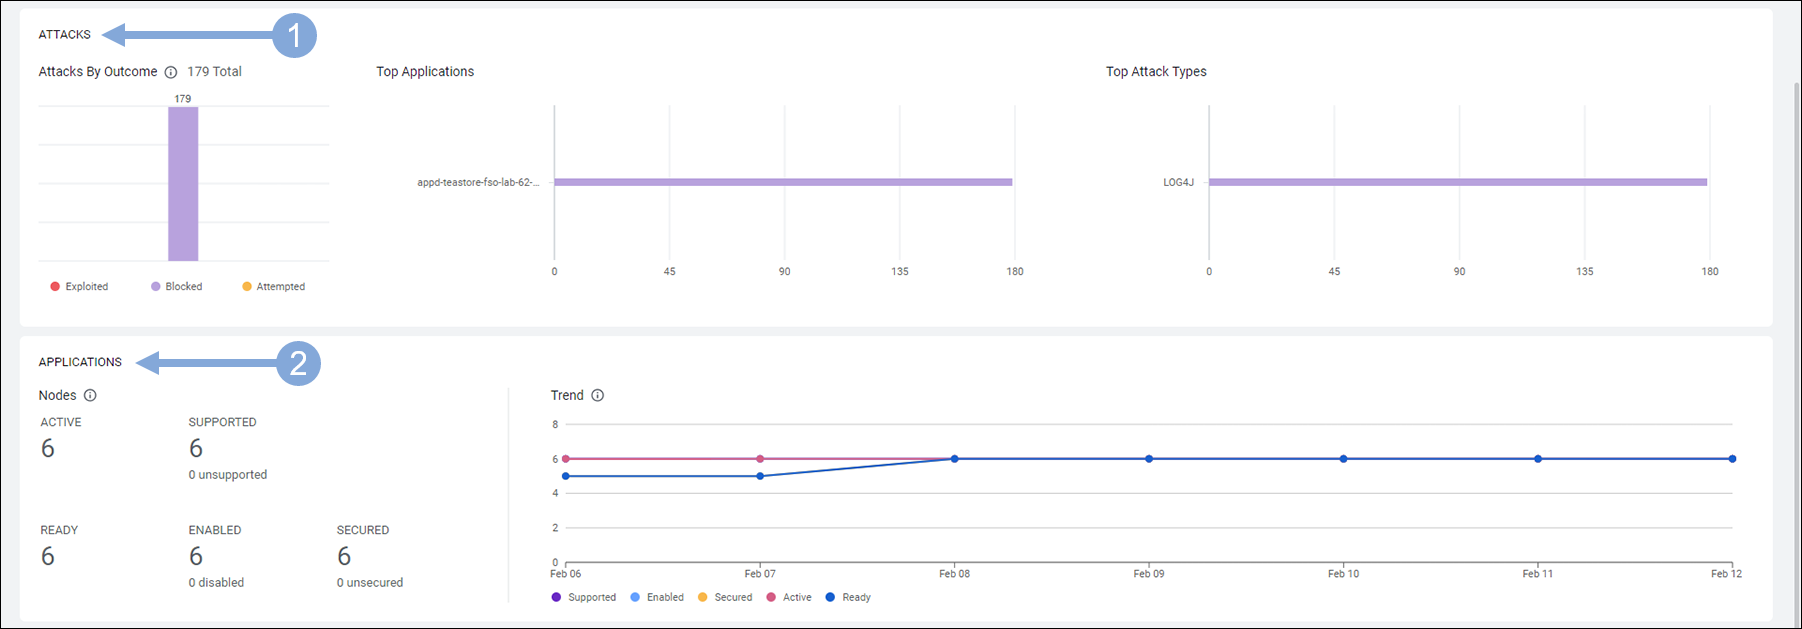 ATTACKS
1
Attacks By Outcome 179 Total
Top Applications
Top Attack Types
179
appd-teastore-fso-lab-62-...
LOG4J
0 45 90 135 180
0 45 90 135 180
Exploited Blocked Attempted
APPLICATIONS
2
Nodes
ACTIVE SUPPORTED
6 6
0 unsupported
READY ENABLED SECURED
6 6 6
0 disabled 0 unsecured
Trend
8
6
4
2
0
Feb 06 Feb 07 Feb 08 Feb 09 Feb 10 Feb 11 Feb 12
Supported Enabled Secured Active Ready